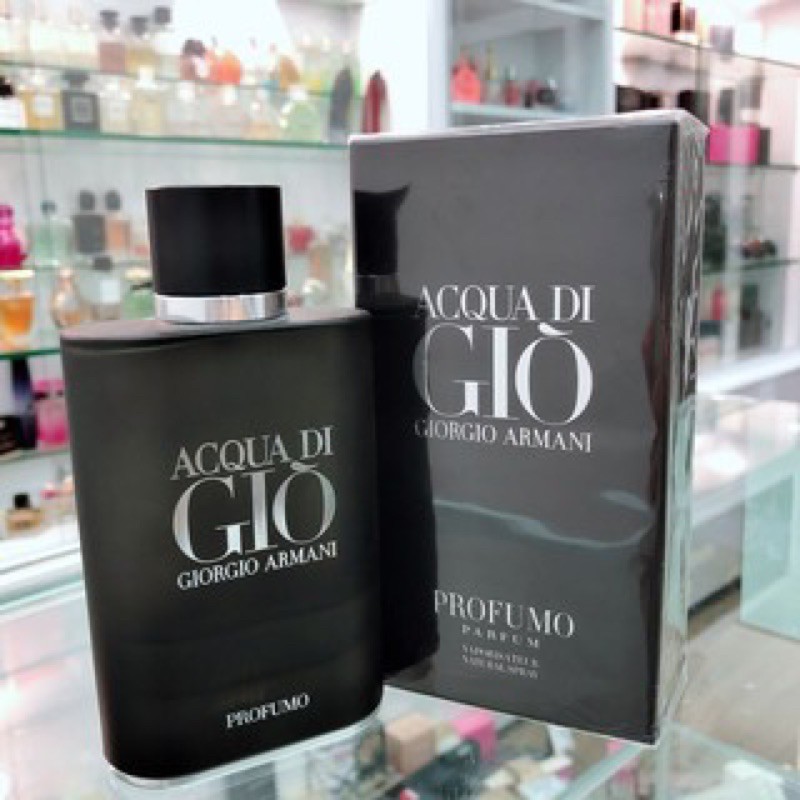 ACQUA DI
GIÒ
GIORGIO ARMANI
PROFUMO
ACQUA DI
GIÒ
GIORGIO ARMANI
PROFUMO
PARFUM
VAPORISATEUR
NATURAL SPRAY